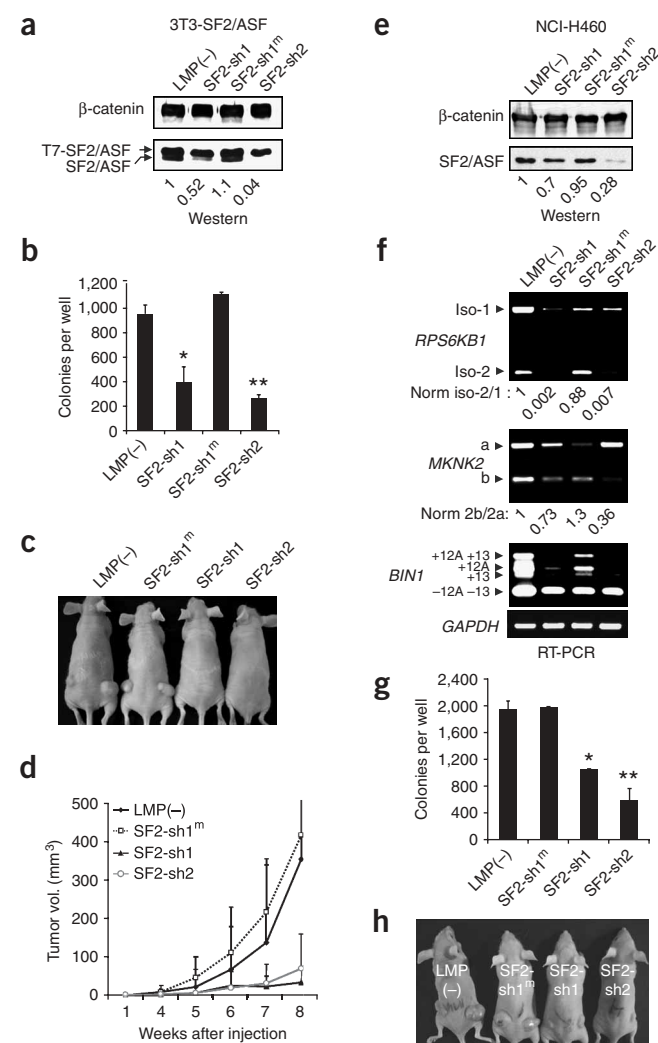 a
3T3-SF2/ASF
LMP(–) SF2-sh1 SF2-sh1ᵐ SF2-sh2
β-catenin
T7-SF2/ASF
SF2/ASF
1 0.52 1.1 0.04
Western
b
Colonies per well
1,200
1,000
800
600
400
200
0
* **
LMP(–) SF2-sh1 SF2-sh1ᵐ SF2-sh2
c
LMP(–) SF2-sh1ᵐ SF2-sh1 SF2-sh2
d
Tumor vol. (mm³)
500
400
300
200
100
0
LMP(–)
SF2-sh1ᵐ
SF2-sh1
SF2-sh2
1 4 5 6 7 8
Weeks after injection
e
NCI-H460
LMP(–) SF2-sh1 SF2-sh1ᵐ SF2-sh2
β-catenin
SF2/ASF
1 0.7 0.95 0.28
Western
f
LMP(–) SF2-sh1 SF2-sh1ᵐ SF2-sh2
Iso-1
RPS6KB1
Iso-2
Norm iso-2/1 : 1 0.002 0.88 0.007
a
MKNK2
b
Norm 2b/2a: 1 0.73 1.3 0.36
+12A +13
+12A
BIN1
+13
–12A –13
GAPDH
RT-PCR
g
Colonies per well
2,400
2,000
1,600
1,200
800
400
0
* **
LMP(–) SF2-sh1ᵐ SF2-sh1 SF2-sh2
h
LMP (–)
SF2-sh1ᵐ
SF2-sh1
SF2-sh2